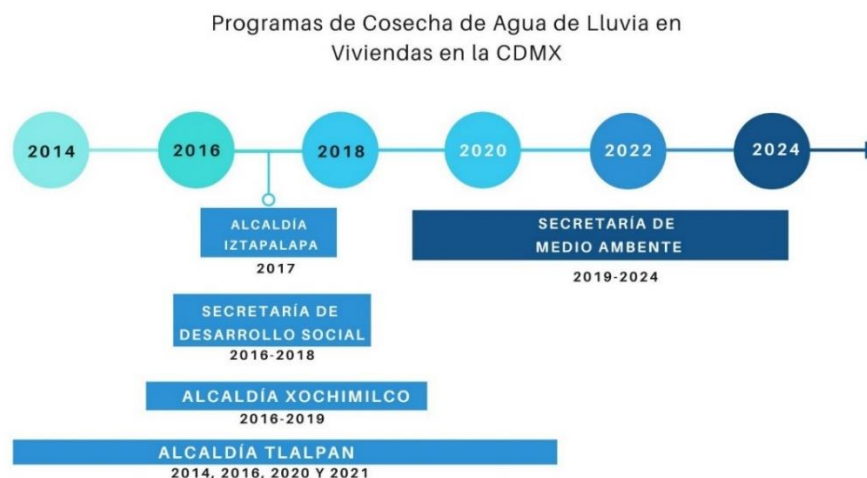 Programas de Cosecha de Agua de Lluvia en
Viviendas en la CDMX
2014
2016
2018
2020
2022
2024
ALCALDÍA
IZTAPALAPA
2017
SECRETARÍA DE
MEDIO AMBIENTE
2019-2024
SECRETARÍA DE
DESARROLLO SOCIAL
2016-2018
ALCALDÍA XOCHIMILCO
2016-2019
ALCALDÍA TLALPAN
2014, 2016, 2020 Y 2021